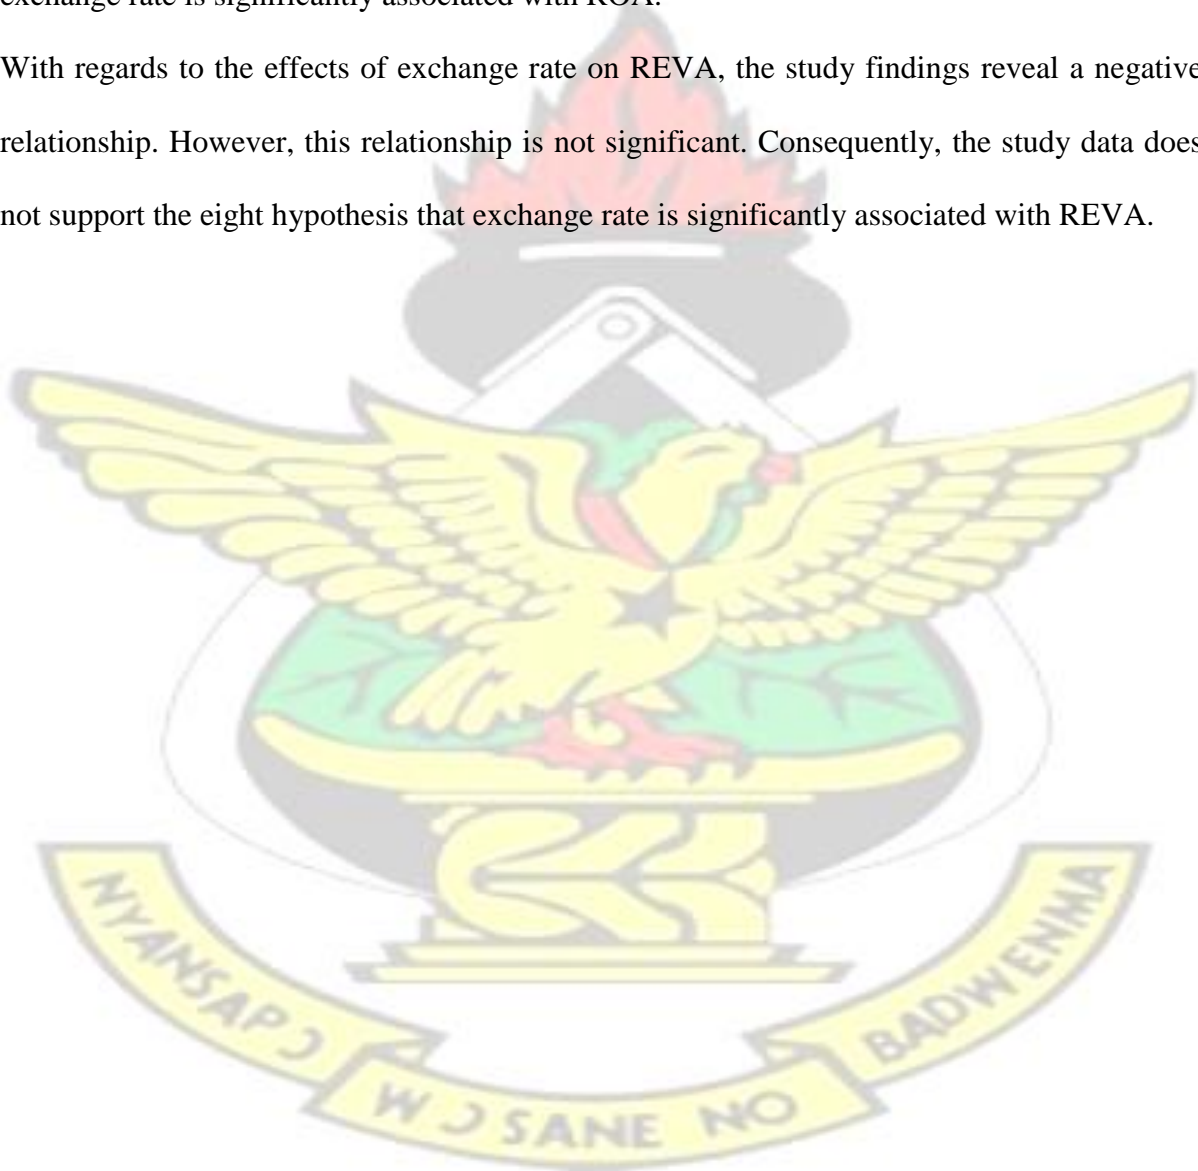 exchange rate is significantly associated with ROA.
With regards to the effects of exchange rate on REVA, the study findings reveal a negative
relationship. However, this relationship is not significant. Consequently, the study data does
not support the eight hypothesis that exchange rate is significantly associated with REVA.
NYANSAPƆ
WƆSANE NO
BADWENMA